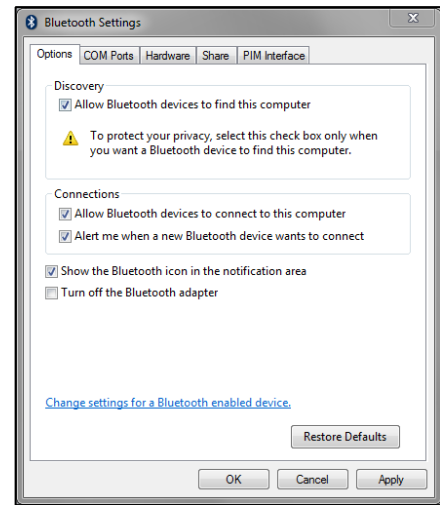 Bluetooth Settings
Options COM Ports Hardware Share PIM Interface
Discovery
Allow Bluetooth devices to find this computer
To protect your privacy, select this check box only when
you want a Bluetooth device to find this computer.
Connections
Allow Bluetooth devices to connect to this computer
Alert me when a new Bluetooth device wants to connect
Show the Bluetooth icon in the notification area
Turn off the Bluetooth adapter
Change settings for a Bluetooth enabled device.
Restore Defaults
OK Cancel Apply